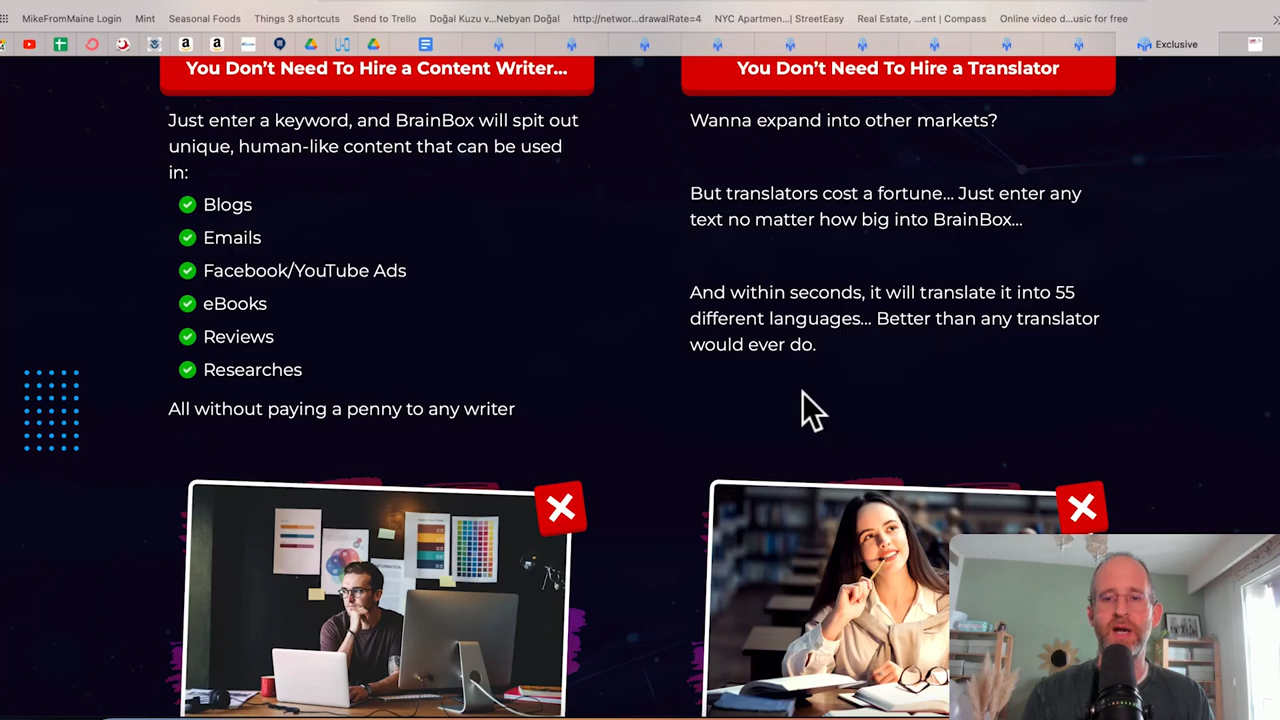 MikeFromMaine Login
Mint
Seasonal Foods
Things 3 shortcuts
Send to Trello
Doğal Kuzu v...Nebyan Doğal
http://networ...drawalRate=4
NYC Apartmen...| StreetEasy
Real Estate, ...ent | Compass
Online video d...usic for free
Exclusive
You Don’t Need To Hire a Content Writer...
Just enter a keyword, and BrainBox will spit out
unique, human-like content that can be used
in:
Blogs
Emails
Facebook/YouTube Ads
eBooks
Reviews
Researches
All without paying a penny to any writer
You Don’t Need To Hire a Translator
Wanna expand into other markets?
But translators cost a fortune... Just enter any
text no matter how big into BrainBox...
And within seconds, it will translate it into 55
different languages... Better than any translator
would ever do.